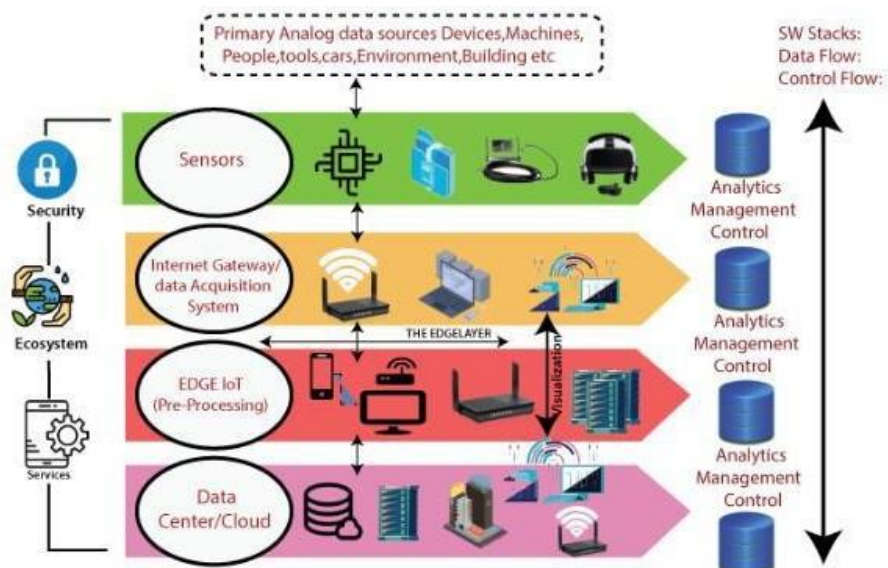 Primary Analog data sources Devices,Machines,
People,tools,cars,Environment,Building etc
SW Stacks:
Data Flow:
Control Flow:
Sensors
Security
Analytics
Management
Control
Internet Gateway/
data Acquisition
System
Ecosystem
THE EDGELAYER
Visualization
Analytics
Management
Control
EDGE IoT
(Pre-Processing)
Services
Analytics
Management
Control
Data
Center/Cloud